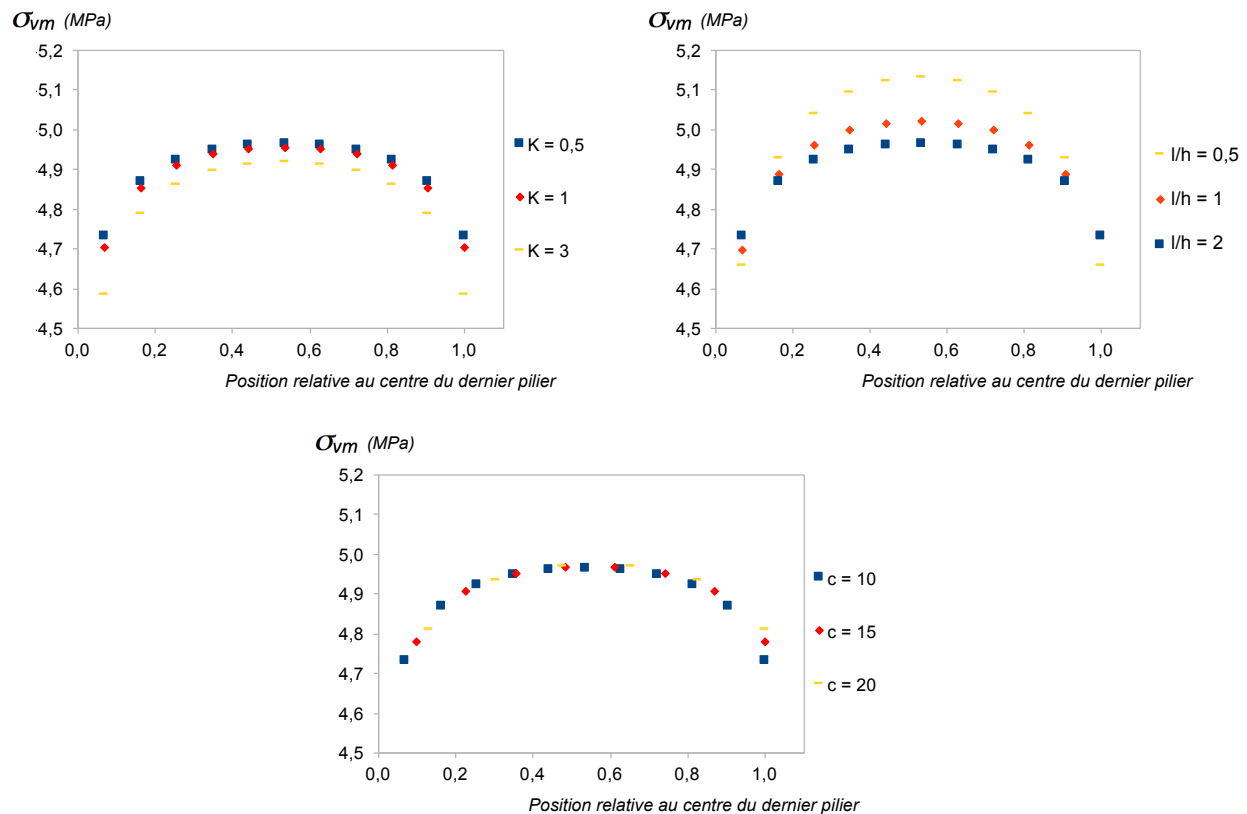 σvm (MPa)
5,2
5,1
5,0
4,9
4,8
4,7
4,6
4,5
0,0 0,2 0,4 0,6 0,8 1,0
Position relative au centre du dernier pilier
K = 0,5
K = 1
K = 3
σvm (MPa)
5,2
5,1
5,0
4,9
4,8
4,7
4,6
4,5
0,0 0,2 0,4 0,6 0,8 1,0
Position relative au centre du dernier pilier
l/h = 0,5
l/h = 1
l/h = 2
σvm (MPa)
5,2
5,1
5,0
4,9
4,8
4,7
4,6
4,5
0,0 0,2 0,4 0,6 0,8 1,0
Position relative au centre du dernier pilier
c = 10
c = 15
c = 20